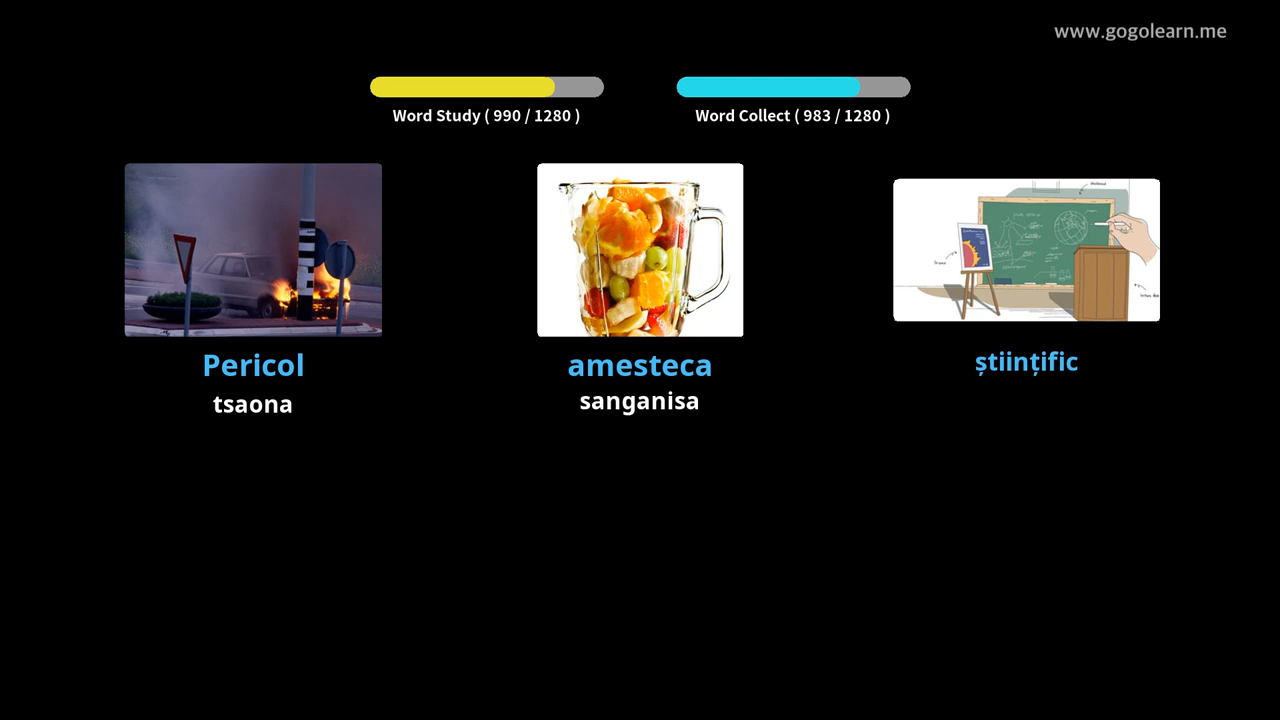 www.gogolearn.me
Word Study ( 990 / 1280 )
Word Collect ( 983 / 1280 )
Pericol
tsaona
amesteca
sanganisa
științific